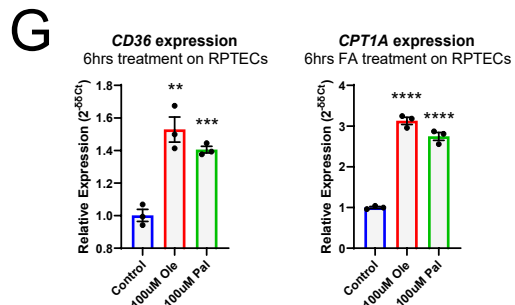 G
CD36 expression
6hrs treatment on RPTECs
Relative Expression (2^-δδCt)
1.8
1.6
1.4
1.2
1.0
0.8
**
***
Control
100uM Ole
100uM Pal
CPT1A expression
6hrs FA treatment on RPTECs
Relative Expression (2^-δδCt)
4
3
2
1
0
****
****
Control
100uM Ole
100uM Pal